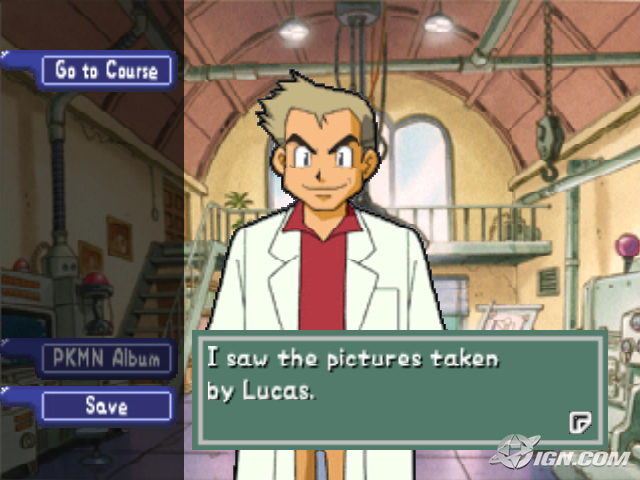 Go to Course
PKMN Album
Save
I saw the pictures taken
by Lucas.
IGN.COM